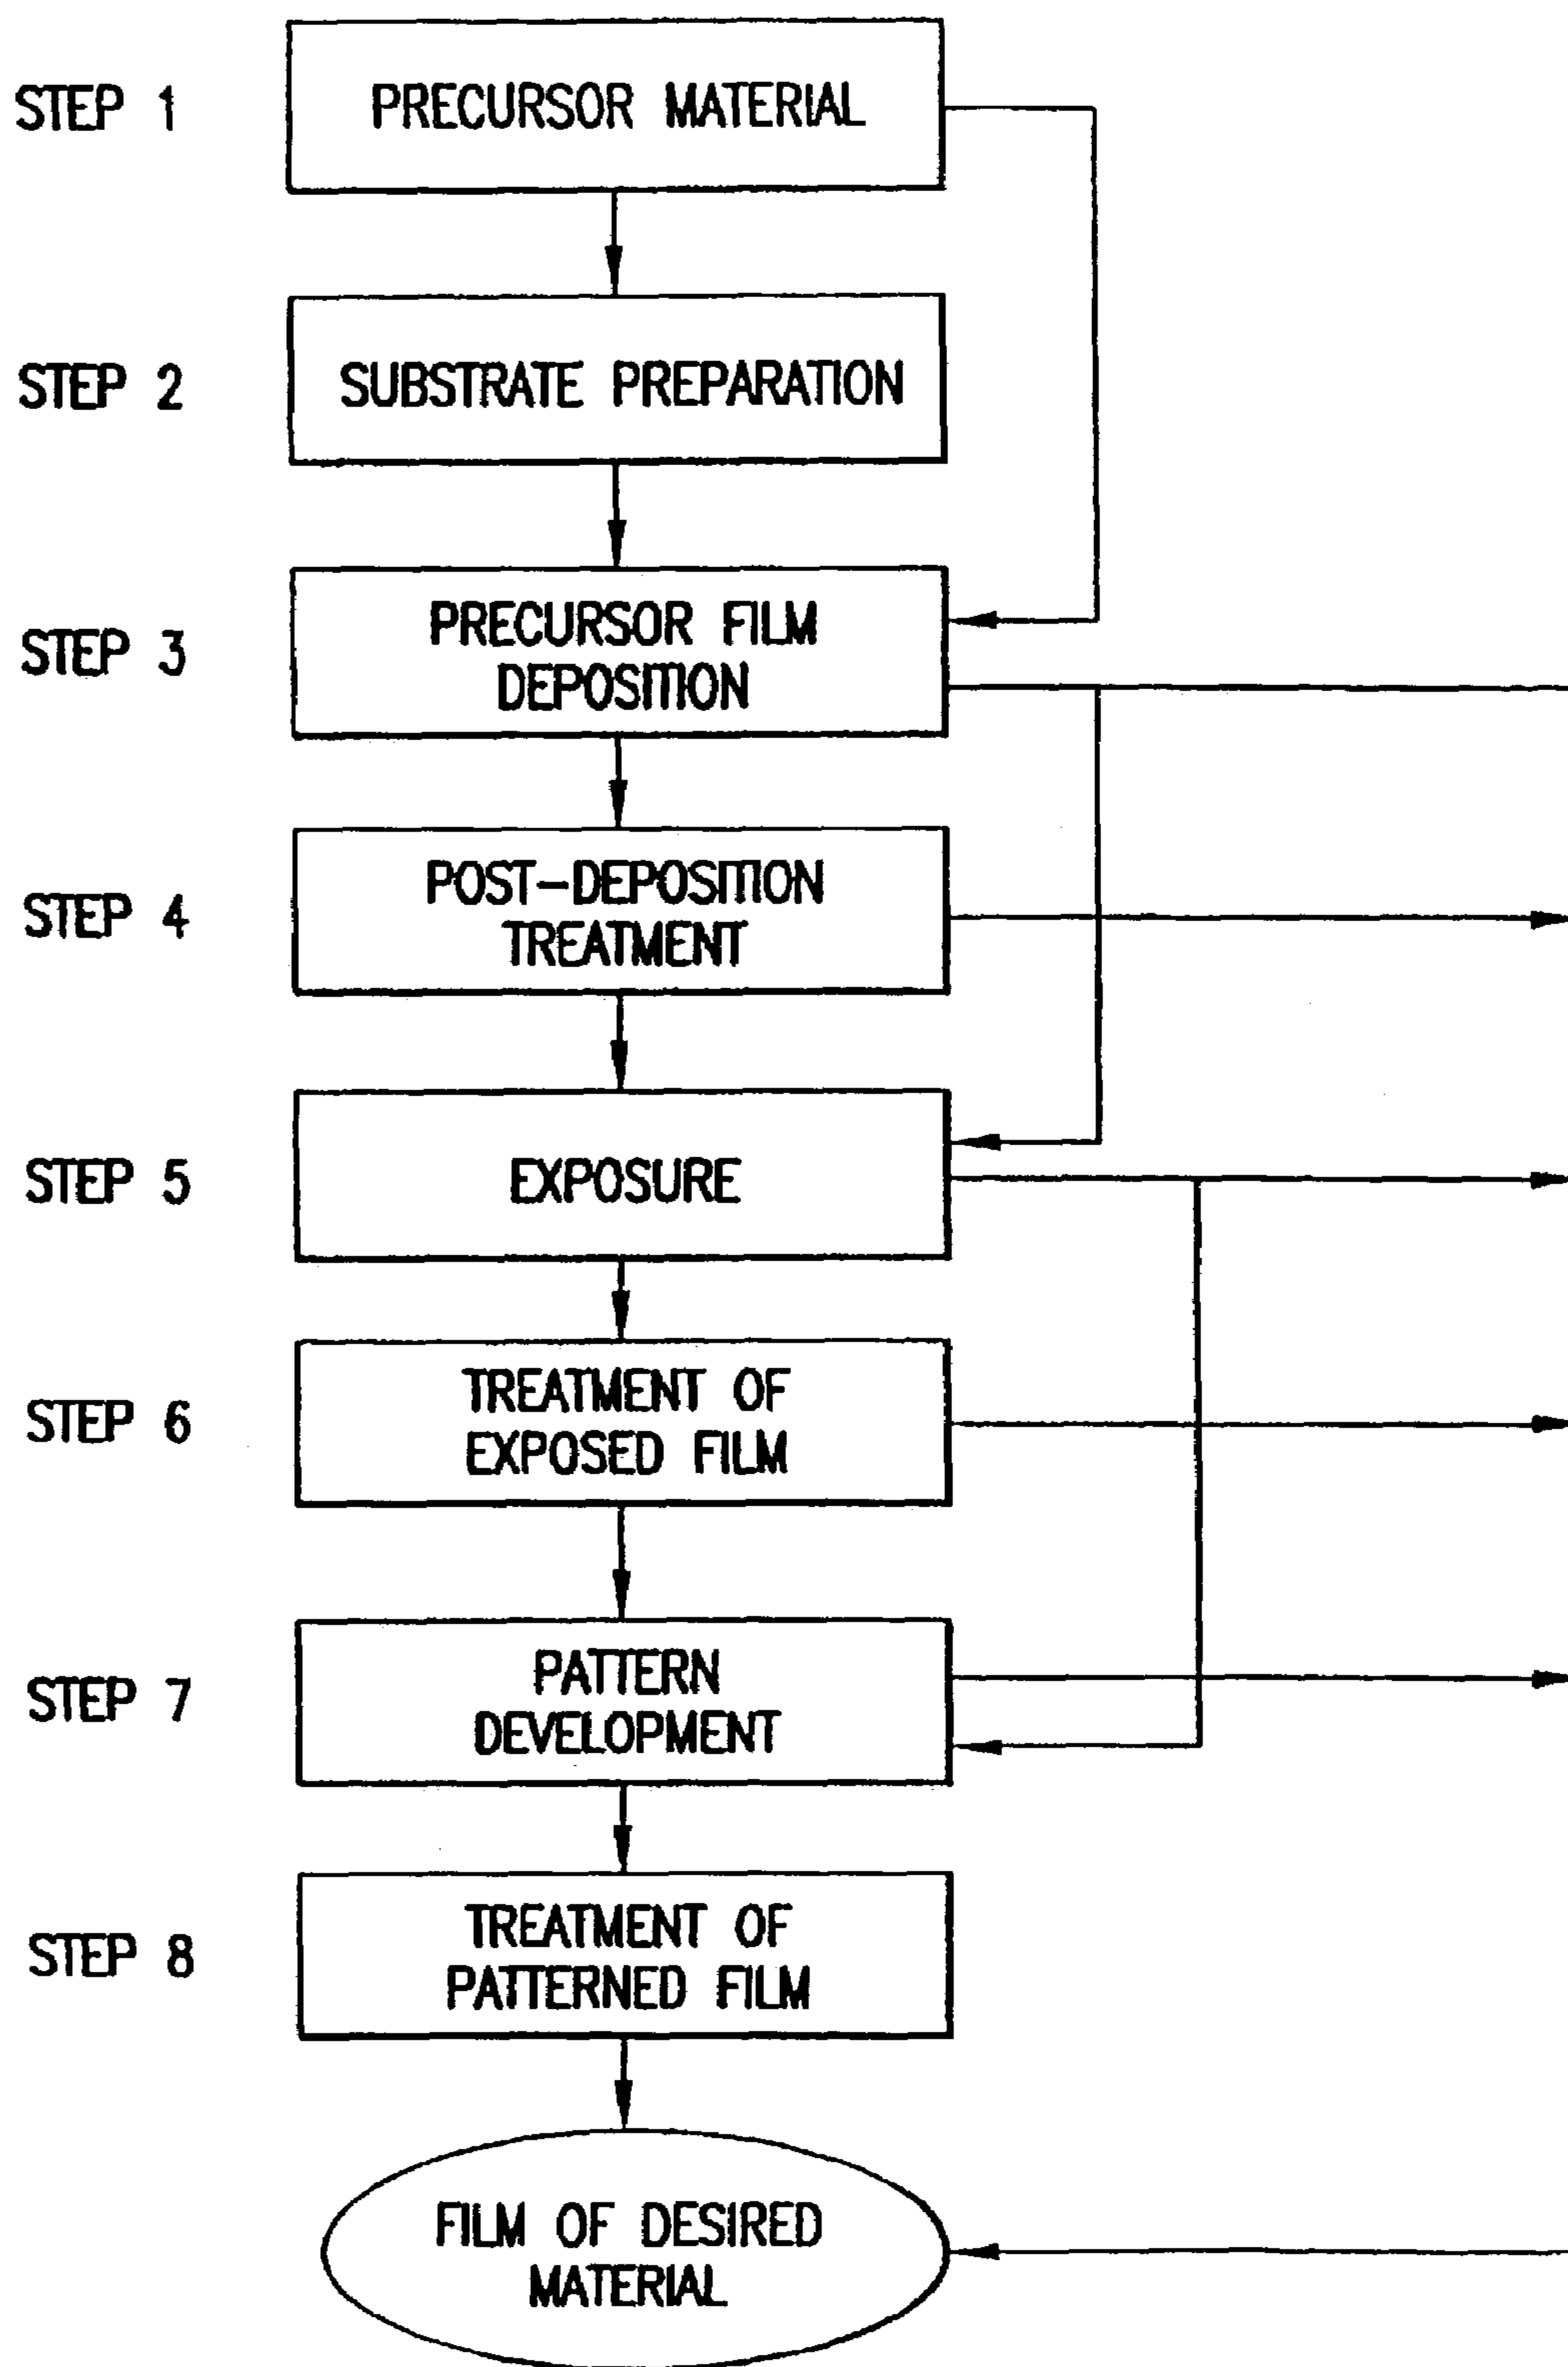 STEP 1
PRECURSOR MATERIAL
STEP 2
SUBSTRATE PREPARATION
STEP 3
PRECURSOR FILM
DEPOSITION
STEP 4
POST-DEPOSITION
TREATMENT
STEP 5
EXPOSURE
STEP 6
TREATMENT OF
EXPOSED FILM
STEP 7
PATTERN
DEVELOPMENT
STEP 8
TREATMENT OF
PATTERNED FILM
FILM OF DESIRED
MATERIAL